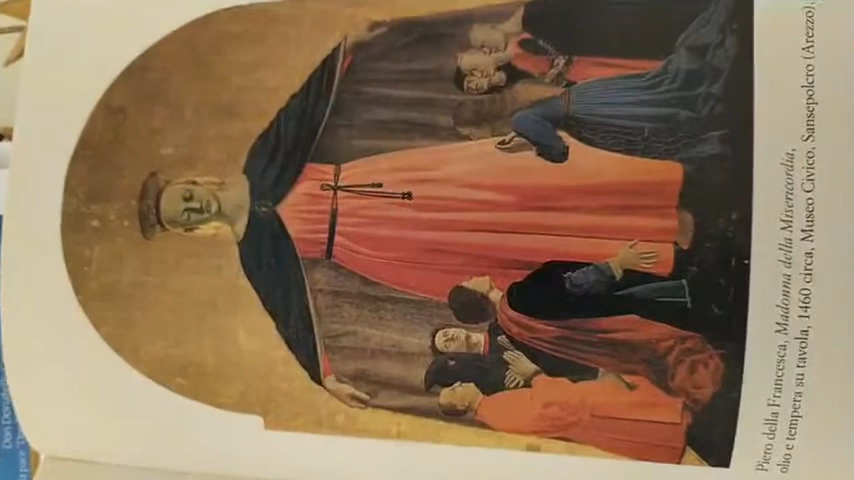 Piero della Francesca, Madonna della Misericordia,
olio e tempera su tavola, 1460 circa, Museo Civico, Sansepolcro (Arezzo).